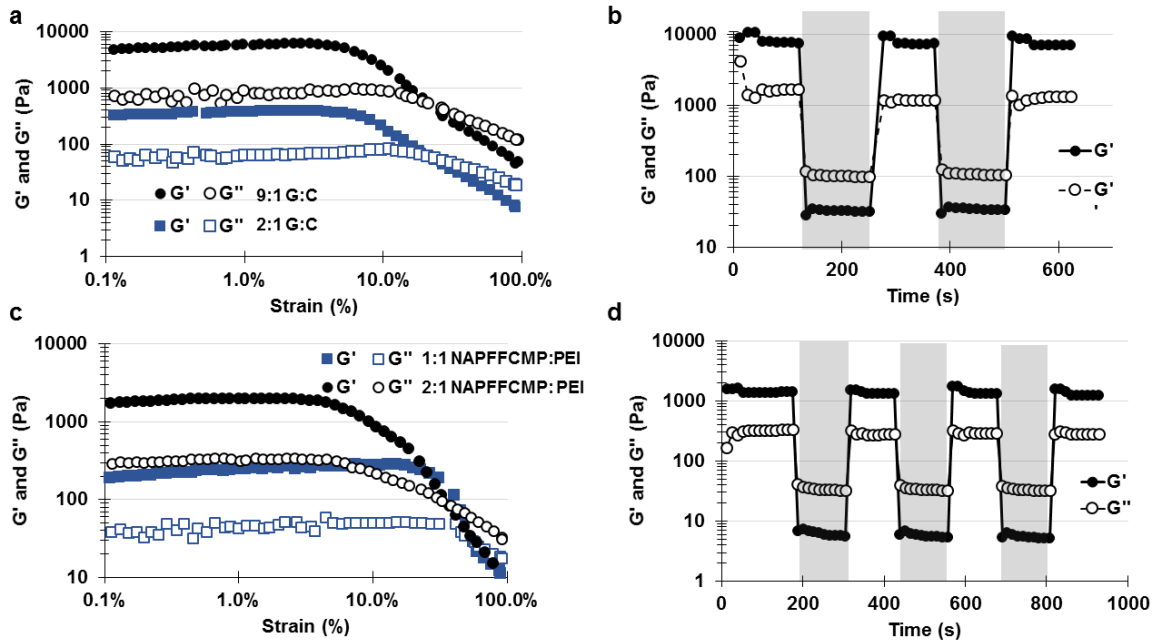 a
G' and G" (Pa)
10000
1000
100
10
1
G' G" 9:1 G:C
G' G" 2:1 G:C
0.1% 1.0% 10.0% 100.0%
Strain (%)
b
G' and G" (Pa)
10000
1000
100
10
G'
G'
'
0 200 400 600
Time (s)
c
G' and G" (Pa)
10000
1000
100
10
G' G" 1:1 NAPFFCMP:PEI
G' G" 2:1 NAPFFCMP: PEI
0.1% 1.0% 10.0% 100.0%
Strain (%)
d
G' and G" (Pa)
10000
1000
100
10
1
G'
G"
0 200 400 600 800 1000
Time (s)